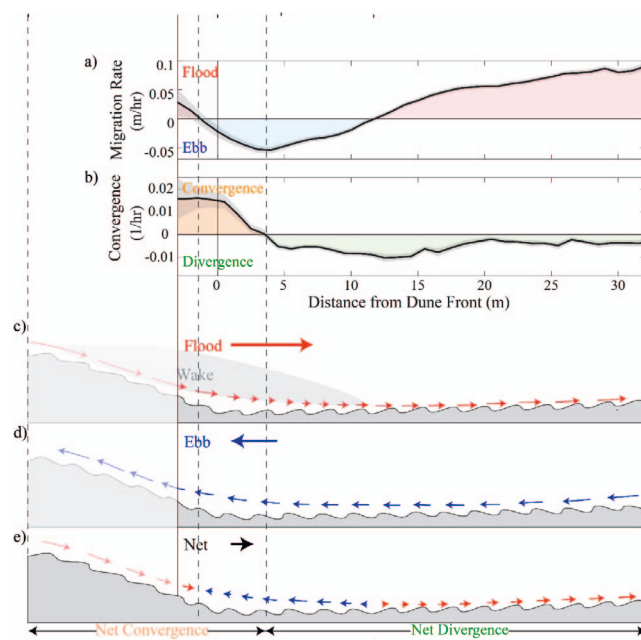 a)
Migration Rate
(m/hr)
0.1
0.05
0
-0.05
Flood
Ebb
b)
Convergence
(1/hr)
0.02
0.01
0
-0.01
Convergence
Divergence
0 5 10 15 20 25 30
Distance from Dune Front (m)
c)
Flood
Wake
d)
Ebb
e)
Net
Net Convergence
Net Divergence